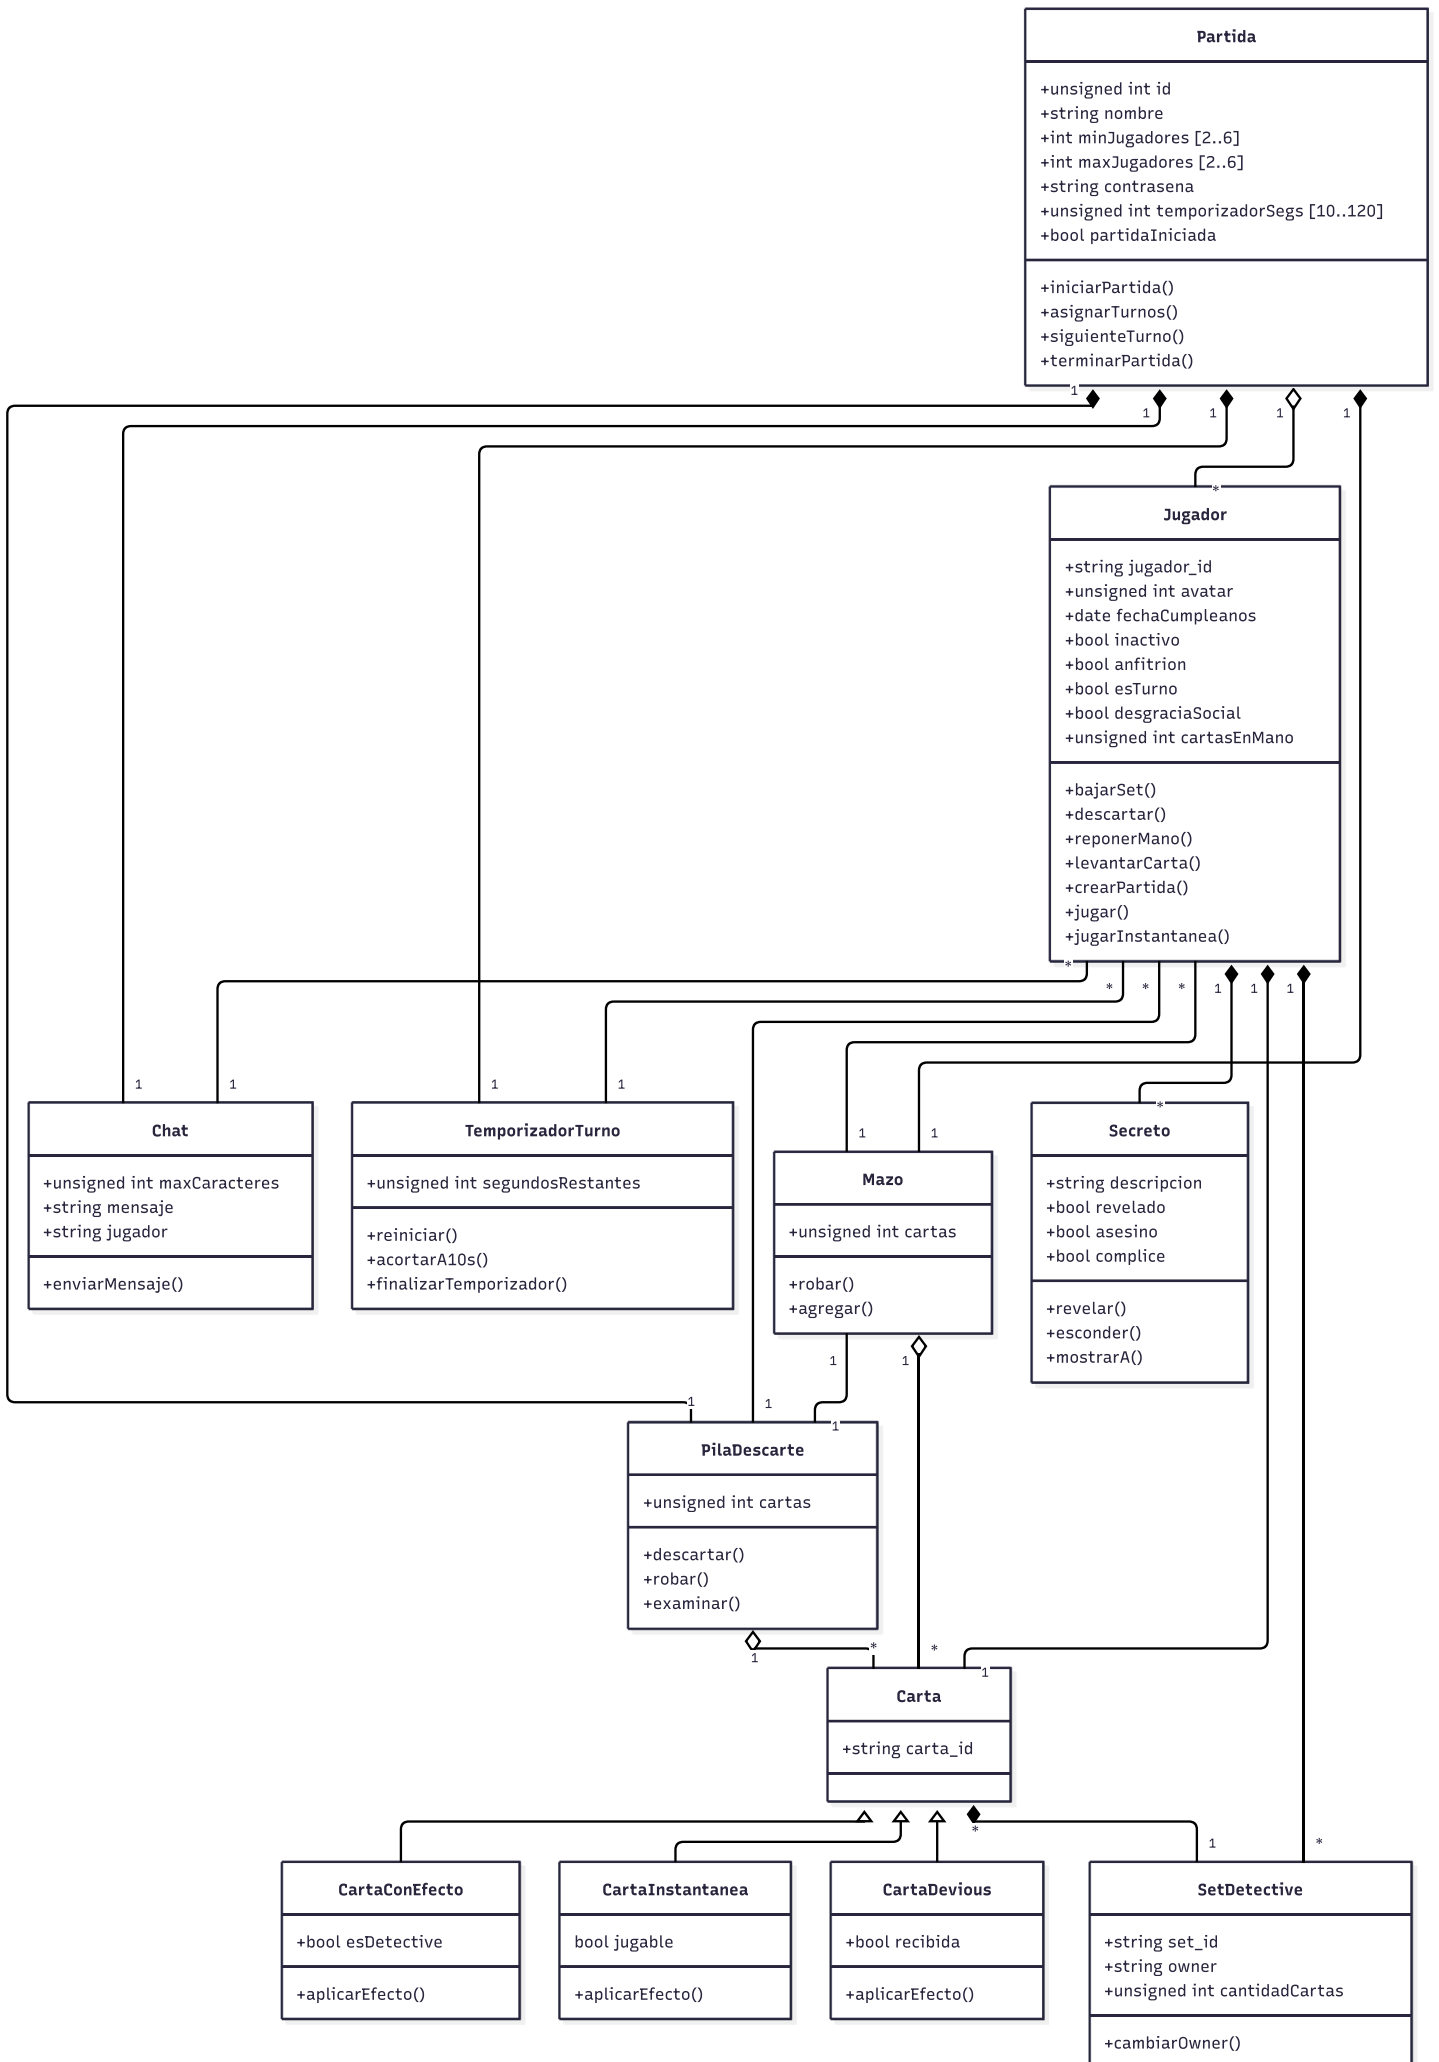 Partida
+unsigned int id
+string nombre
+int minJugadores [2..6]
+int maxJugadores [2..6]
+string contrasena
+unsigned int temporizadorSegs [10..120]
+bool partidaIniciada
+iniciarPartida()
+asignarTurnos()
+siguienteTurno()
+terminarPartida()
1
1 1 1 1
*
Jugador
+string jugador_id
+unsigned int avatar
+date fechaCumpleanos
+bool inactivo
+bool anfitrion
+bool esTurno
+bool desgraciaSocial
+unsigned int cartasEnMano
+bajarSet()
+descartar()
+reponerMano()
+levantarCarta()
+crearPartida()
+jugar()
+jugarInstantanea()
*
* * * 1 1 1
1 1 1 1
Chat
+unsigned int maxCaracteres
+string mensaje
+string jugador
+enviarMensaje()
TemporizadorTurno
+unsigned int segundosRestantes
+reiniciar()
+acortarA10s()
+finalizarTemporizador()
1 1
Mazo
+unsigned int cartas
+robar()
+agregar()
*
Secreto
+string descripcion
+bool revelado
+bool asesino
+bool complice
+revelar()
+esconder()
+mostrarA()
1 1
1 1
1
PilaDescarte
+unsigned int cartas
+descartar()
+robar()
+examinar()
* *
1
1
Carta
+string carta_id
*
1 *
CartaConEfecto
+bool esDetective
+aplicarEfecto()
CartaInstantanea
bool jugable
+aplicarEfecto()
CartaDevious
+bool recibida
+aplicarEfecto()
SetDetective
+string set_id
+string owner
+unsigned int cantidadCartas
+cambiarOwner()